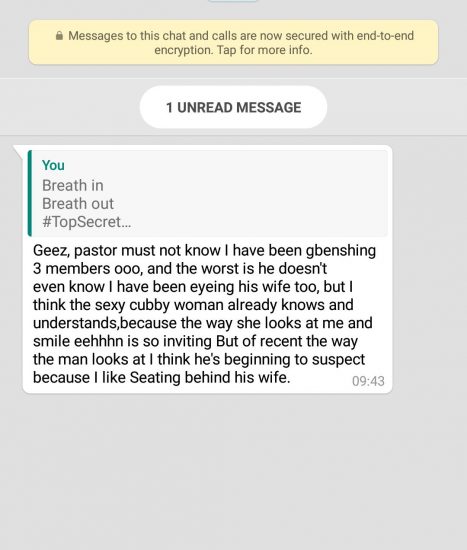 Messages to this chat and calls are now secured with end-to-end
encryption. Tap for more info.
1 UNREAD MESSAGE
You
Breath in
Breath out
#TopSecret...
Geez, pastor must not know I have been gbenshing
3 members ooo, and the worst is he doesn't
even know I have been eyeing his wife too, but I
think the sexy cubby woman already knows and
understands,because the way she looks at me and
smile eehhhn is so inviting But of recent the way
the man looks at I think he's beginning to suspect
because I like Seating behind his wife.
09:43